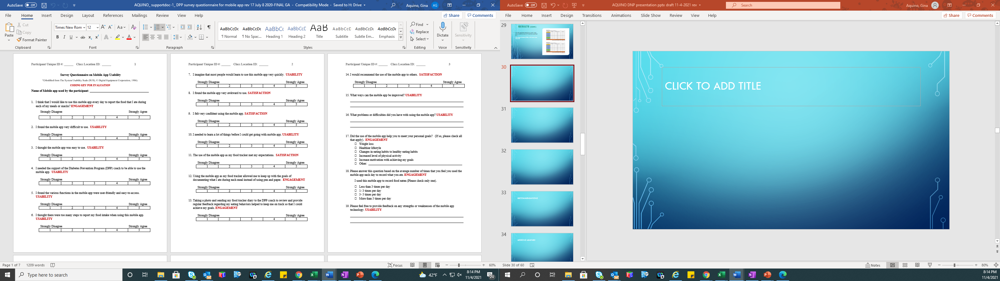 AutoSave Off
AQUINO_ supportdoc-1_ DPP survey questionnaire for mobile app rev 17 July 8 2020-FINAL GA - Compatibility Mode - Saved to H: Drive
Aquino, Gina AG
File Home Insert Design Layout References Mailings Review View Help
Share Comments
Paste
Cut
Copy
Format Painter
Clipboard
Times New Rom 12
Font
Paragraph
AaBbCcDc ¶ Normal
AaBbCcDc ¶ No Spac...
AaBbC Heading 1
AaBbCcD Heading 2
AaB Title
AaBbCcD Subtitle
AaBbCcDc Subtle Em...
AaBbCcDc Emphasis
Styles
Find
Replace
Select
Editing
Dictate
Voice
Sensitivity
Sensitivity
Participant Unique ID #: ______ Class Location ID: ______ 1
Survey Questionnaire on Mobile App Usability
*(Modified from The System Usability Scale (SUS), © Digital Equipment Corporation, 1986).
CODING KEY FOR EVALUATION
Name of Mobile app used by the participant: ______
1. I think that I would like to use this mobile app every day to report the food that I ate during
each of my meals or snacks? ENGAGEMENT
Strongly Disagree Strongly Agree
1 2 3 4 5
2. I found the mobile app very difficult to use. USABILITY
Strongly Disagree Strongly Agree
1 2 3 4 5
3. I thought the mobile app was easy to use. USABILITY
Strongly Disagree Strongly Agree
1 2 3 4 5
4. I needed the support of the Diabetes Prevention Program (DPP) coach to be able to use the
mobile app. USABILITY
Strongly Disagree Strongly Agree
1 2 3 4 5
5. I found the various functions in the mobile app were user-friendly and easy-to-access.
USABILITY
Strongly Disagree Strongly Agree
1 2 3 4 5
6. I thought there were too many steps to report my food intake when using this mobile app.
USABILITY
Strongly Disagree Strongly Agree
1 2 3 4 5
Participant Unique ID #: ______ Class Location ID: ______ 2
7. I imagine that most people would learn to use this mobile app very quickly. USABILITY
Strongly Disagree Strongly Agree
1 2 3 4 5
8. I found the mobile app very awkward to use. SATISFACTION
Strongly Disagree Strongly Agree
1 2 3 4 5
9. I felt very confident using the mobile app. SATISFACTION
Strongly Disagree Strongly Agree
1 2 3 4 5
10. I needed to learn a lot of things before I could get going with mobile app. USABILITY
Strongly Disagree Strongly Agree
1 2 3 4 5
11. The use of the mobile app as my food tracker met my expectations. SATISFACTION
Strongly Disagree Strongly Agree
1 2 3 4 5
12. Using the mobile app as my food tracker allowed me to keep up with the goals of
documenting what I ate during each meal instead of using pen and paper. ENGAGEMENT
Strongly Disagree Strongly Agree
1 2 3 4 5
13. Taking a photo and sending my food tracker diary to the DPP coach to review and provide
regular feedback regarding my eating behaviors helped to keep me on track so that I could
achieve my goals. ENGAGEMENT
Strongly Disagree Strongly Agree
1 2 3 4 5
Participant Unique ID #: ______ Class Location ID: ______ 3
14. I would recommend the use of the mobile app to others. SATISFACTION
Strongly Disagree Strongly Agree
1 2 3 4 5
15. What ways can the mobile app be improved? USABILITY
16. What problems or difficulties did you have with using the mobile app? USABILITY
17. Did the use of the mobile app help you to meet your personal goals? (If so, please check all
that apply). ENGAGEMENT
☐ Weight loss
☐ Healthier lifestyle
☐ Changes in eating habits to healthy eating habits
☐ Increased level of physical activity
☐ Increase motivation with achieving my goals
☐ Other: ______
18. Please answer this question based on the average number of times that you feel you used the
mobile app each day to record what you ate. ENGAGEMENT
I used this mobile app to record food eaten (Please check only one).
☐ Less than 3 times per day
☐ 1- 3 times per day
☐ 3- 5 times per day
☐ More than 5 times per day
19. Please feel free to provide feedback on any strengths or weaknesses of the mobile app
technology. USABILITY
Page 1 of 7 1209 words
Focus 60%
Type here to search
42°F
8:14 PM
11/4/2021
20
AutoSave Off
AQUINO DNP presentation pptx draft 11-4-2021 rev
Search
Aquino, Gina
File Home Insert Design Transitions Animations Slide Show Review View Help
Share Comments
29
RESULTS (CONT.)
30
31
32
33
RECOMMENDATIONS
34
LESSONS LEARNED
CLICK TO ADD TITLE
Slide 30 of 60
Notes 80%
8:14 PM
11/4/2021